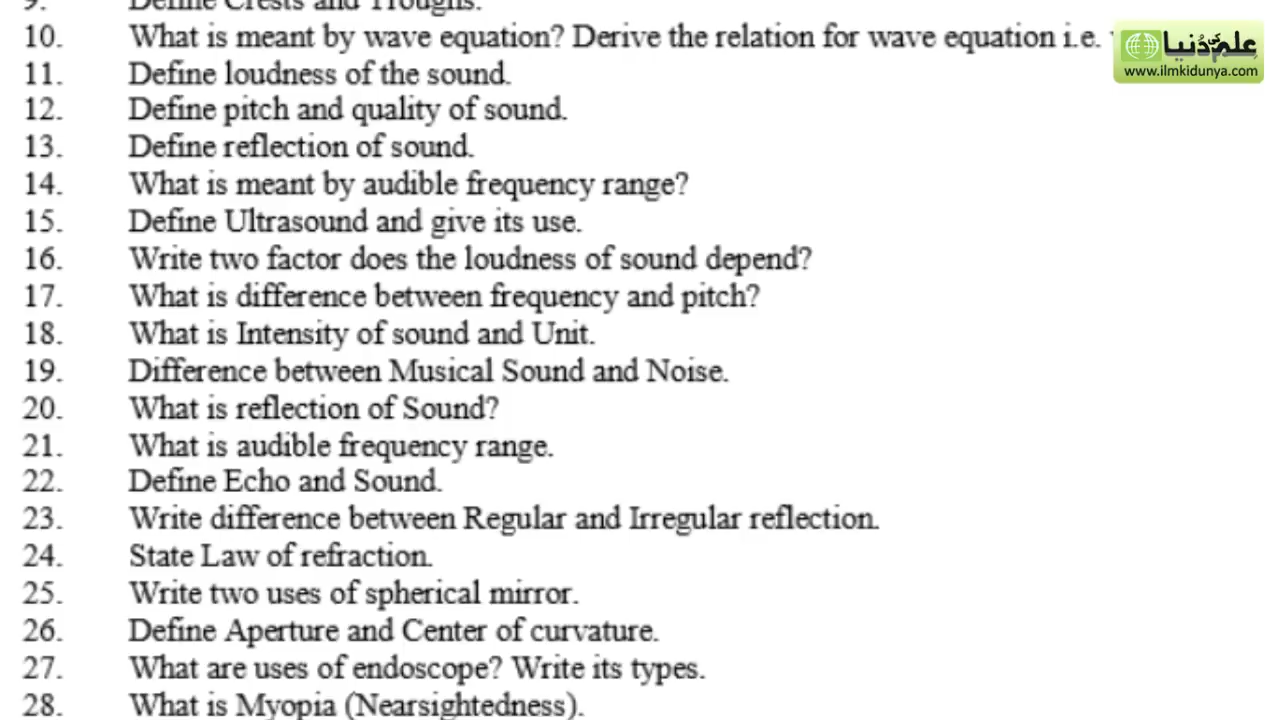 9. Define Crests and Troughs.
10. What is meant by wave equation? Derive the relation for wave equation i.e.
علم کی دُنیا
www.ilmkidunya.com
11. Define loudness of the sound.
12. Define pitch and quality of sound.
13. Define reflection of sound.
14. What is meant by audible frequency range?
15. Define Ultrasound and give its use.
16. Write two factor does the loudness of sound depend?
17. What is difference between frequency and pitch?
18. What is Intensity of sound and Unit.
19. Difference between Musical Sound and Noise.
20. What is reflection of Sound?
21. What is audible frequency range.
22. Define Echo and Sound.
23. Write difference between Regular and Irregular reflection.
24. State Law of refraction.
25. Write two uses of spherical mirror.
26. Define Aperture and Center of curvature.
27. What are uses of endoscope? Write its types.
28. What is Myopia (Nearsightedness).